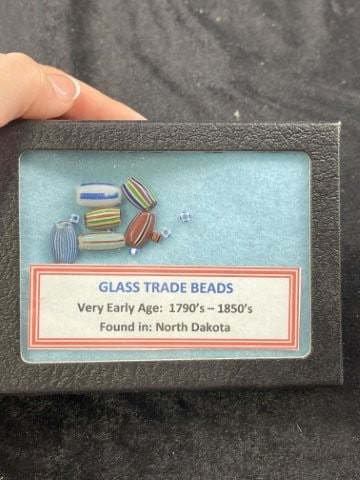 GLASS TRADE BEADS
Very Early Age: 1790's – 1850's
Found in: North Dakota